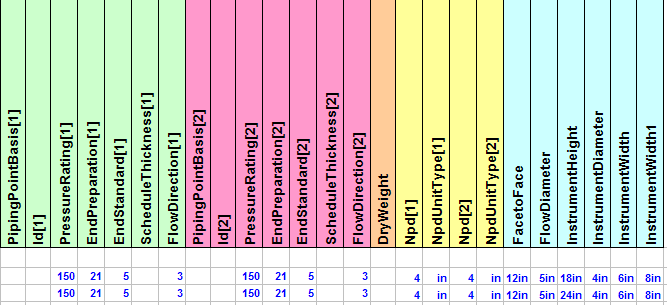 PipingPointBasis[1]
Id[1]
PressureRating[1]
EndPreparation[1]
EndStandard[1]
ScheduleThickness[1]
FlowDirection[1]
PipingPointBasis[2]
Id[2]
PressureRating[2]
EndPreparation[2]
EndStandard[2]
ScheduleThickness[2]
FlowDirection[2]
DryWeight
Npd[1]
NpdUnitType[1]
Npd[2]
NpdUnitType[2]
FacetoFace
FlowDiameter
InstrumentHeight
InstrumentDiameter
InstrumentWidth
InstrumentWidth1
150 21 5 3 150 21 5 3 4 in 4 in 12in 5in 18in 4in 6in 8in
150 21 5 3 150 21 5 3 4 in 4 in 12in 5in 24in 4in 6in 8in